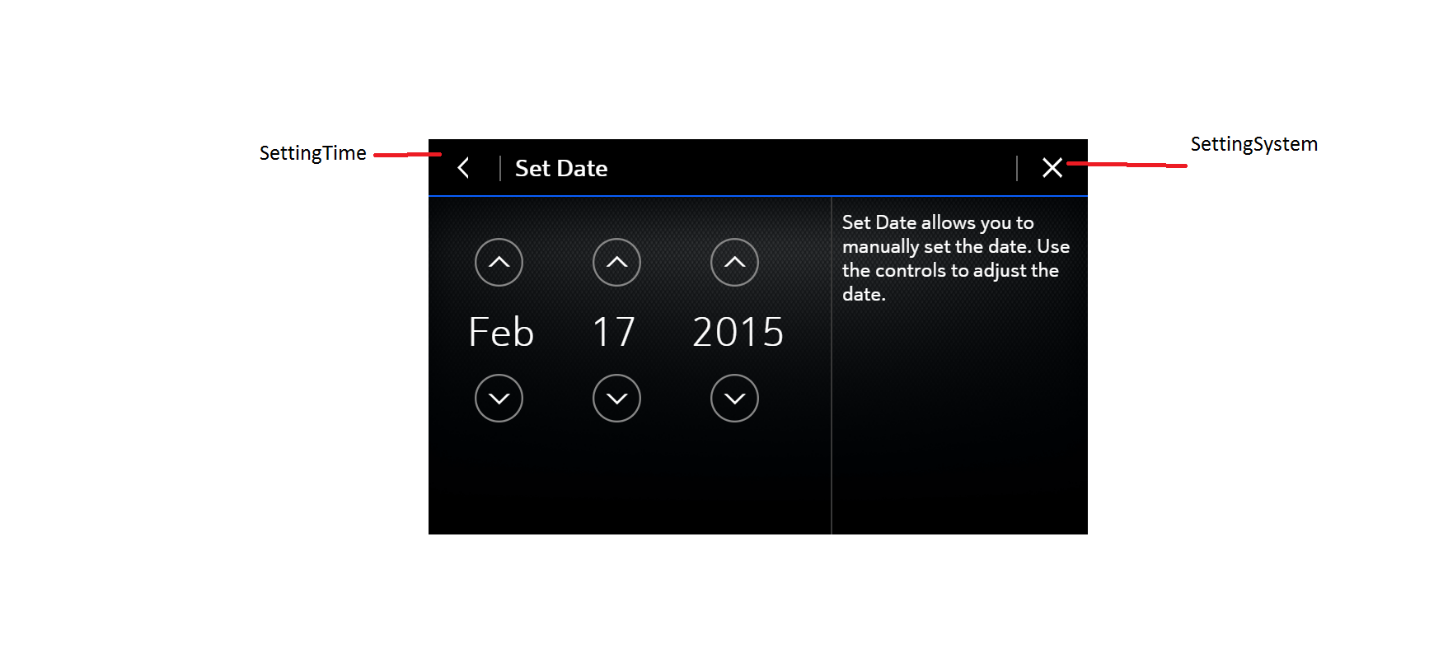 SettingTime
SettingSystem
Set Date
Set Date allows you to
manually set the date. Use
the controls to adjust the
date.
Feb 17 2015